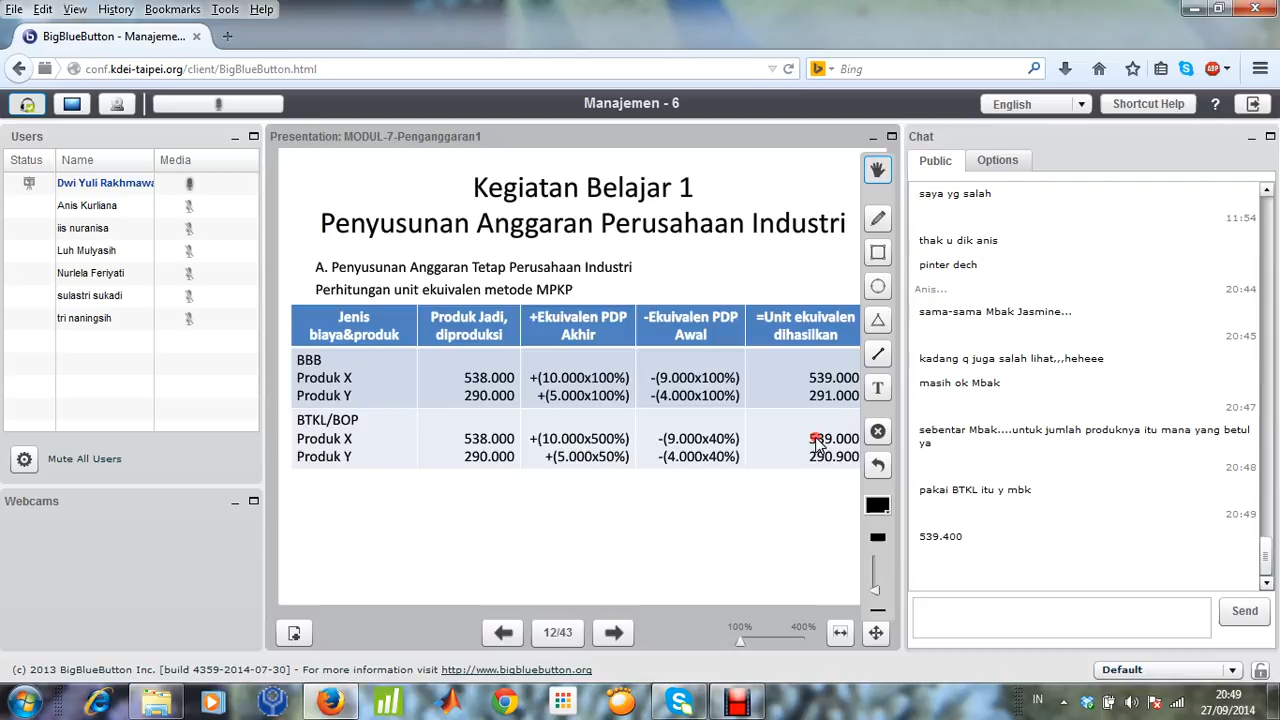 File Edit View History Bookmarks Tools Help
BigBlueButton - Manajeme...
conf.kdei-taipei.org/client/BigBlueButton.html
Bing
ABP
Manajemen - 6
English
Shortcut Help
?
Users
Status Name Media
Dwi Yuli Rakhmawa
Anis Kurliana
iis nuranisa
Luh Mulyasih
Nurlela Feriyati
sulastri sukadi
tri naningsih
Mute All Users
Webcams
Presentation: MODUL-7-Penganggaran1
Kegiatan Belajar 1
Penyusunan Anggaran Perusahaan Industri
A. Penyusunan Anggaran Tetap Perusahaan Industri
Perhitungan unit ekuivalen metode MPKP
Jenis biaya&produk Produk Jadi, diproduksi +Ekuivalen PDP Akhir -Ekuivalen PDP Awal =Unit ekuivalen dihasilkan
BBB
Produk X 538.000 +(10.000x100%) -(9.000x100%) 539.000
Produk Y 290.000 +(5.000x100%) -(4.000x100%) 291.000
BTKL/BOP
Produk X 538.000 +(10.000x500%) -(9.000x40%) 539.000
Produk Y 290.000 +(5.000x50%) -(4.000x40%) 290.900
T
12/43
100% 400%
Chat
Public Options
saya yg salah
11:54
thak u dik anis
pinter dech
Anis... 20:44
sama-sama Mbak Jasmine...
20:45
kadang q juga salah lihat,,,heheee
masih ok Mbak
20:47
sebentar Mbak....untuk jumlah produknya itu mana yang betul
ya
20:48
pakai BTKL itu y mbk
20:49
539.400
Send
(c) 2013 BigBlueButton Inc. [build 4359-2014-07-30] - For more information visit http://www.bigbluebutton.org
Default
IN
20:49
27/09/2014